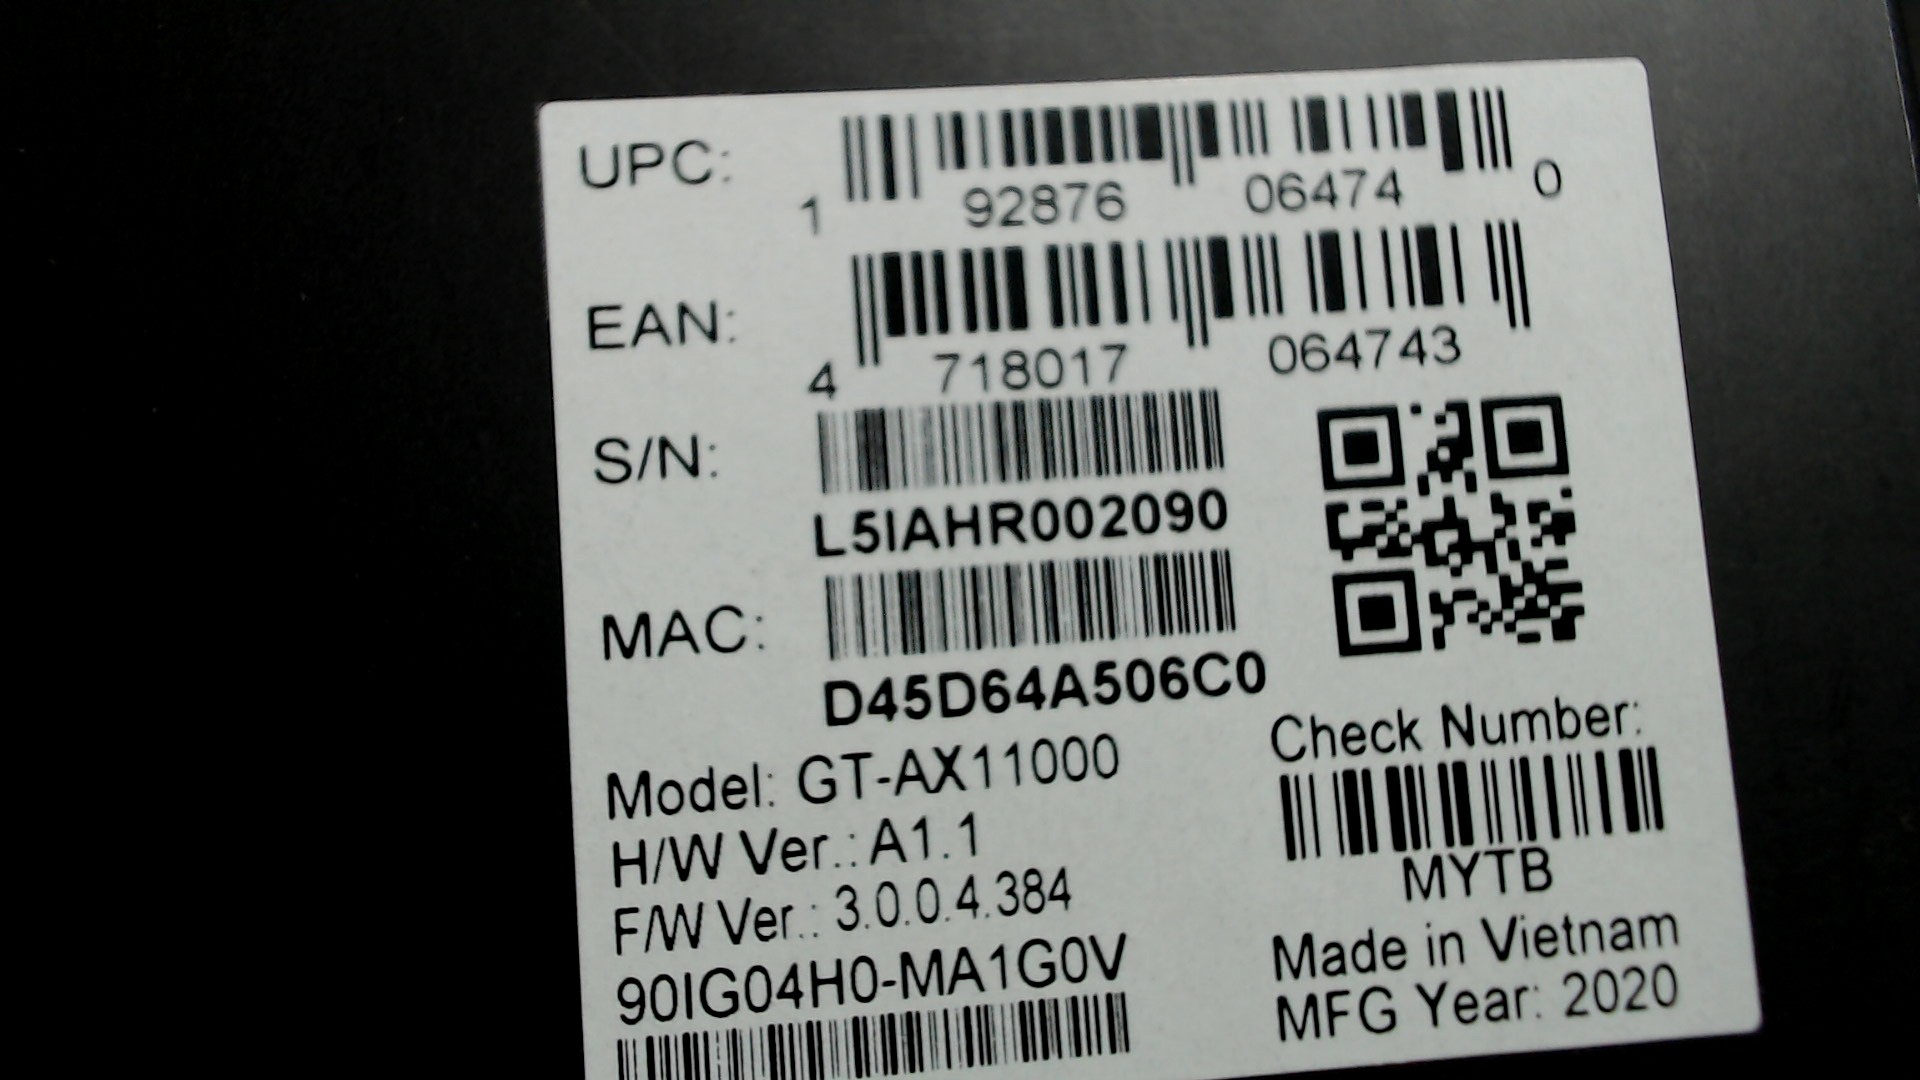 UPC:
1 92876 06474 0
EAN:
4 718017 064743
S/N:
L5IAHR002090
MAC:
D45D64A506C0
Model: GT-AX11000
H/W Ver.: A1.1
F/W Ver.: 3.0.0.4.384
90IG04H0-MA1G0V
Check Number:
MYTB
Made in Vietnam
MFG Year: 2020